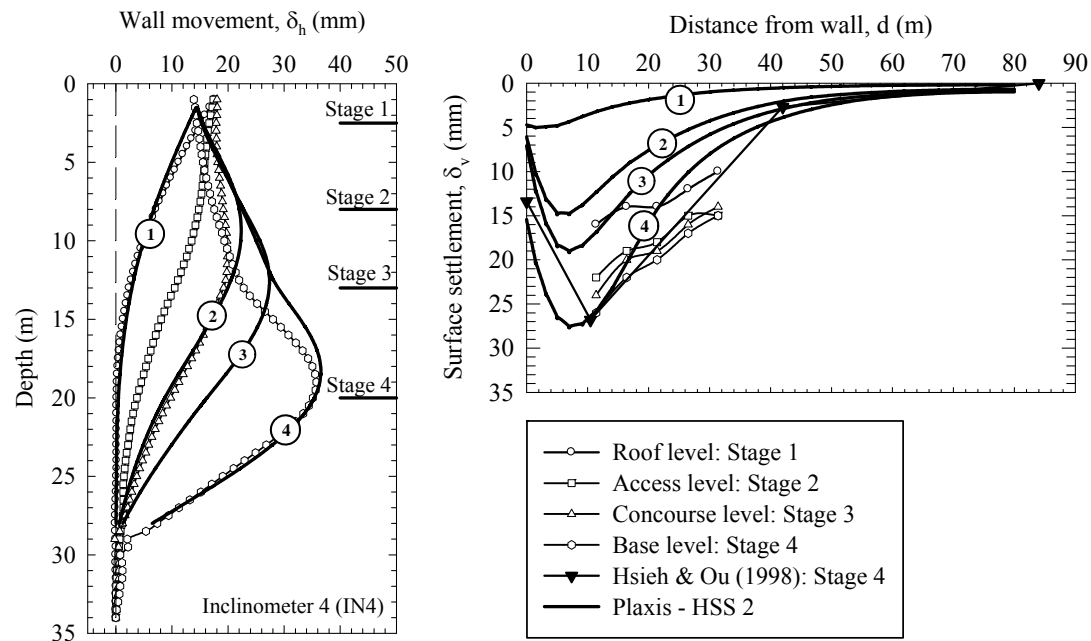 Wall movement, δh (mm)
0 10 20 30 40 50
0
5
10
15
20
25
30
35
Depth (m)
Stage 1
Stage 2
Stage 3
Stage 4
1
2
3
4
Inclinometer 4 (IN4)
Distance from wall, d (m)
0 10 20 30 40 50 60 70 80 90
0
5
10
15
20
25
30
35
Surface settlement, δv (mm)
1
2
3
4
Roof level: Stage 1
Access level: Stage 2
Concourse level: Stage 3
Base level: Stage 4
Hsieh & Ou (1998): Stage 4
Plaxis - HSS 2